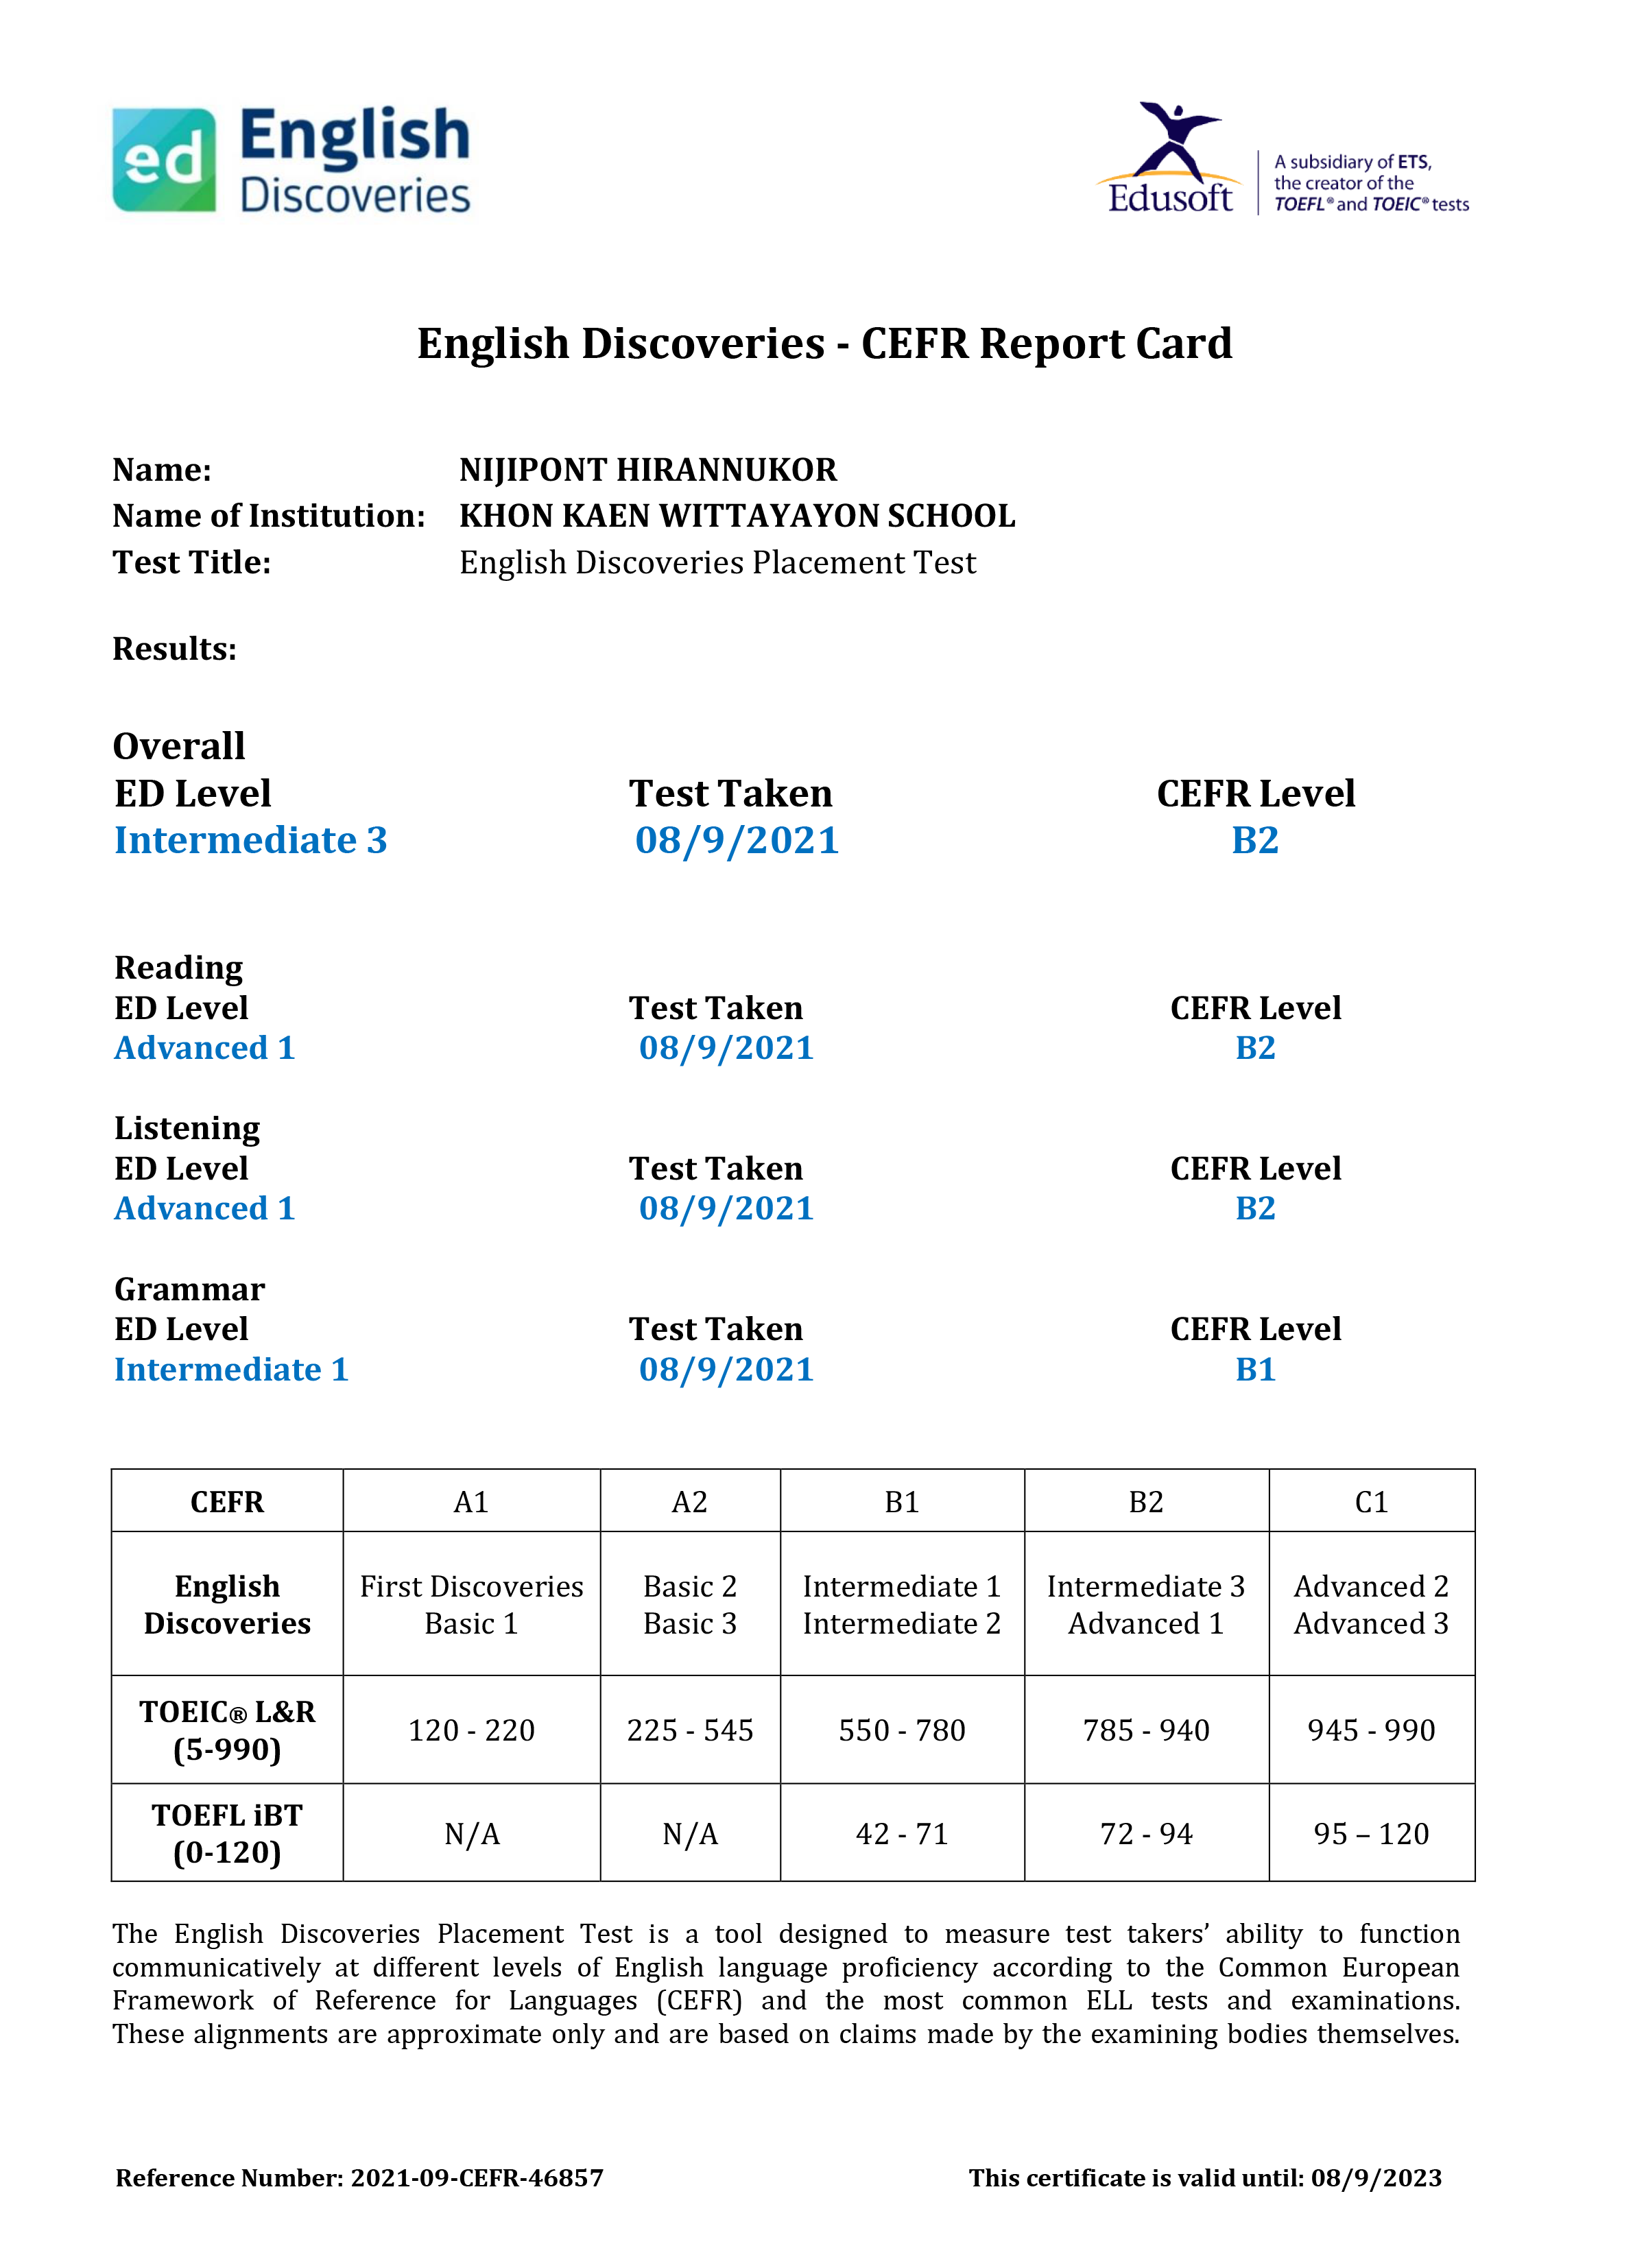 ed English
Discoveries
Edusoft
A subsidiary of ETS,
the creator of the
TOEFL® and TOEIC® tests
English Discoveries - CEFR Report Card
Name: NIJIPONT HIRANNUKOR
Name of Institution: KHON KAEN WITTAYAYON SCHOOL
Test Title: English Discoveries Placement Test
Results:
Overall
ED Level Test Taken CEFR Level
Intermediate 3 08/9/2021 B2
Reading
ED Level Test Taken CEFR Level
Advanced 1 08/9/2021 B2
Listening
ED Level Test Taken CEFR Level
Advanced 1 08/9/2021 B2
Grammar
ED Level Test Taken CEFR Level
Intermediate 1 08/9/2021 B1
CEFR A1 A2 B1 B2 C1
English First Discoveries Basic 2 Intermediate 1 Intermediate 3 Advanced 2
Discoveries Basic 1 Basic 3 Intermediate 2 Advanced 1 Advanced 3
TOEIC® L&R
(5-990) 120 - 220 225 - 545 550 - 780 785 - 940 945 - 990
TOEFL iBT
(0-120) N/A N/A 42 - 71 72 - 94 95 – 120
The English Discoveries Placement Test is a tool designed to measure test takers’ ability to function
communicatively at different levels of English language proficiency according to the Common European
Framework of Reference for Languages (CEFR) and the most common ELL tests and examinations.
These alignments are approximate only and are based on claims made by the examining bodies themselves.
Reference Number: 2021-09-CEFR-46857 This certificate is valid until: 08/9/2023